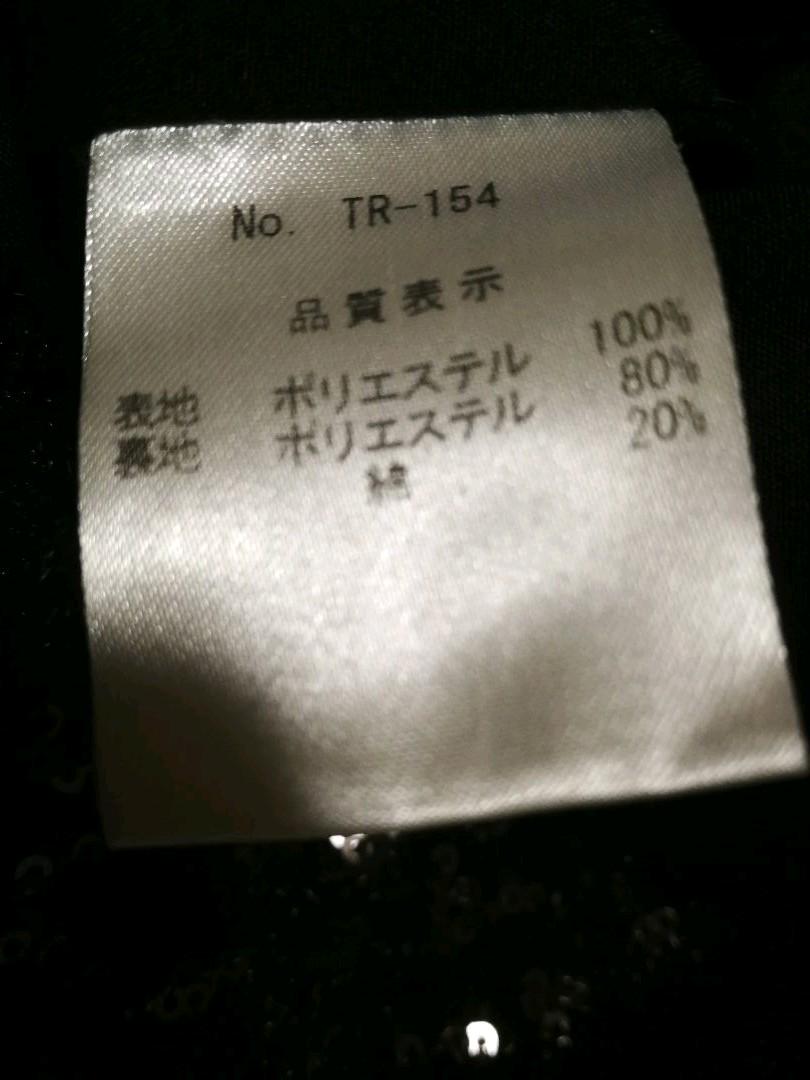 No. TR-154
品質表示
表地 ポリエステル 100%
裏地 ポリエステル 80%
綿 20%